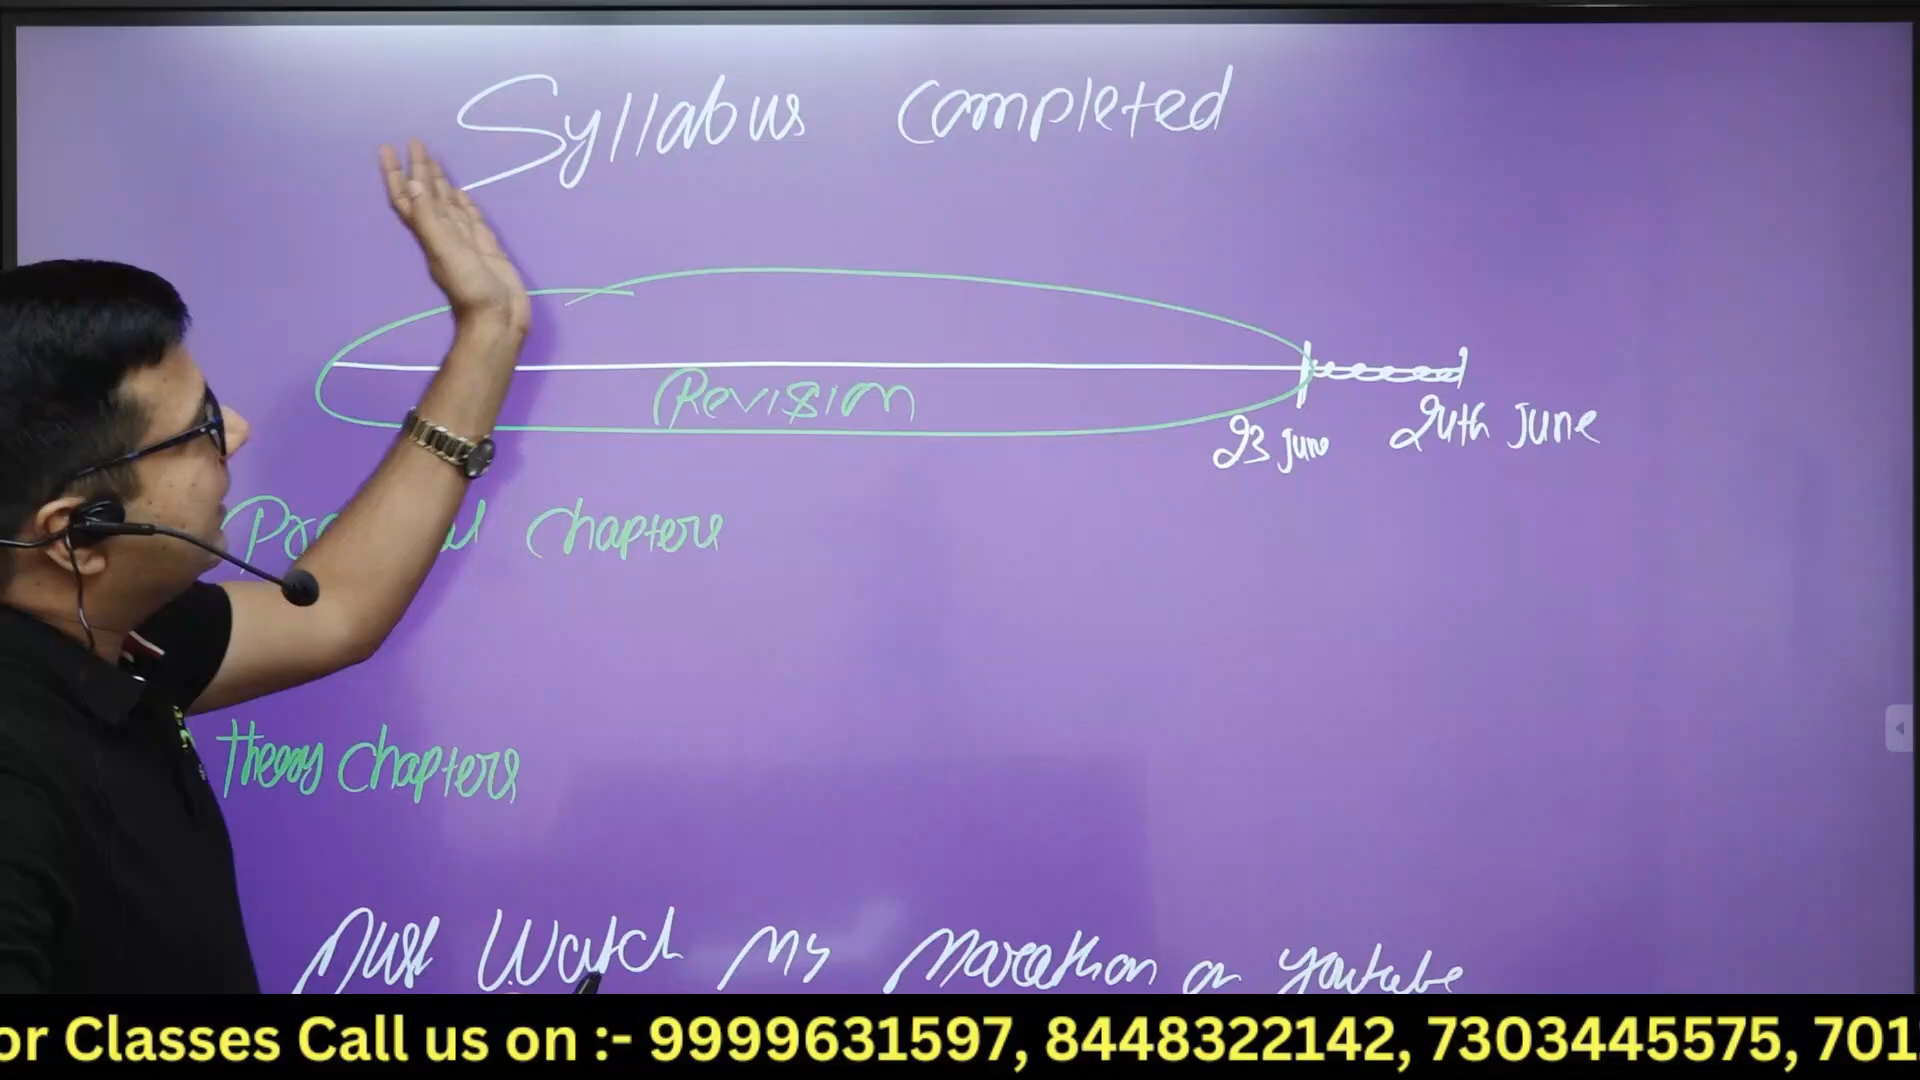 Syllabus completed
Revision
23 June
24th June
chapters
Theory chapters
Must Watch My Marathon on youtube
or Classes Call us on :- 9999631597, 8448322142, 7303445575, 701